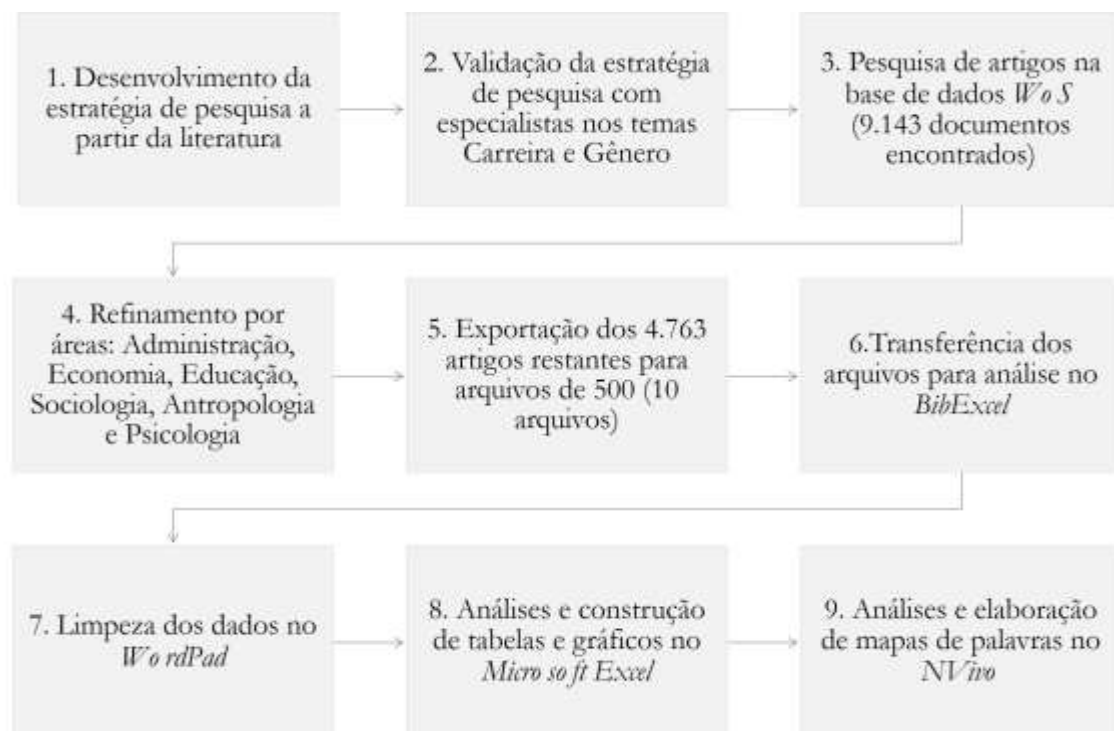 1. Desenvolvimento da
estratégia de pesquisa a
partir da literatura
2. Validação da estratégia
de pesquisa com
especialistas nos temas
Carreira e Gênero
3. Pesquisa de artigos na
base de dados Wo S
(9.143 documentos
encontrados)
4. Refinamento por
áreas: Administração,
Economia, Educação,
Sociologia, Antropologia
e Psicologia
5. Exportação dos 4.763
artigos restantes para
arquivos de 500 (10
arquivos)
6.Transferência dos
arquivos para análise no
BibExcel
7. Limpeza dos dados no
Wo rdPad
8. Análises e construção
de tabelas e gráficos no
Micro so ft Excel
9. Análises e elaboração
de mapas de palavras no
NVivo